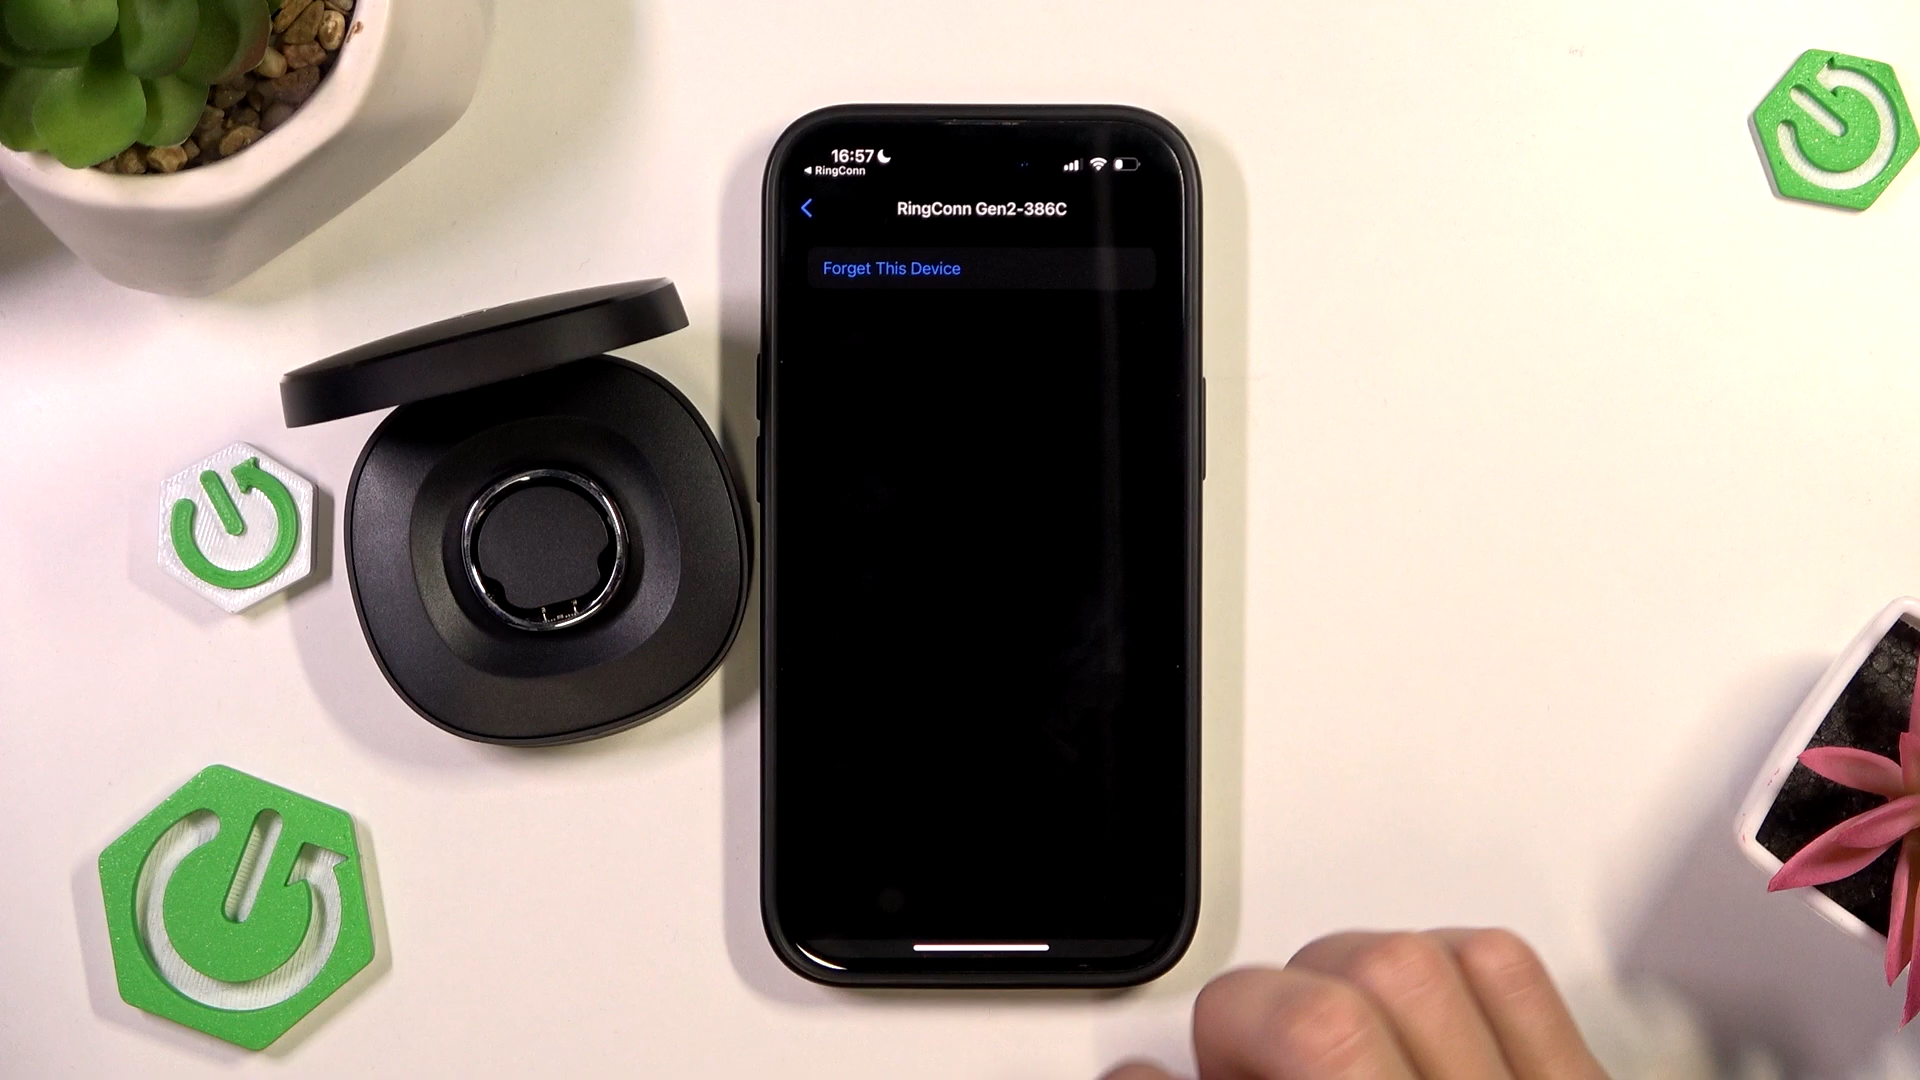 16:57
◀ RingConn
RingConn Gen2-386C
Forget This Device